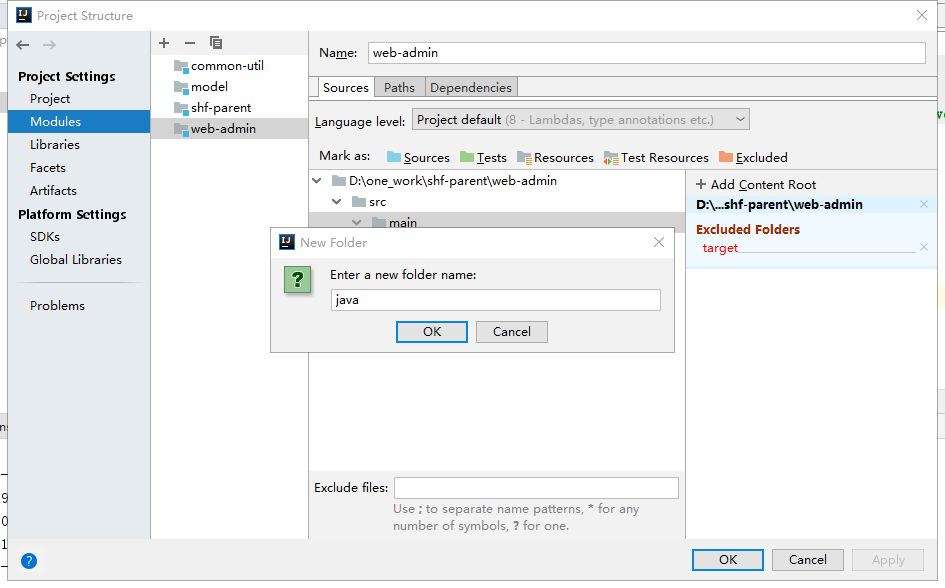 Project Structure
Project Settings
Project
Modules
Libraries
Facets
Artifacts
Platform Settings
SDKs
Global Libraries
Problems
common-util
model
shf-parent
web-admin
Name: web-admin
Sources Paths Dependencies
Language level: Project default (8 - Lambdas, type annotations etc.)
Mark as: Sources Tests Resources Test Resources Excluded
D:\one_work\shf-parent\web-admin
src
main
+ Add Content Root
D:\...shf-parent\web-admin
Excluded Folders
target
New Folder
Enter a new folder name:
java
OK Cancel
Exclude files:
Use ; to separate name patterns, * for any
number of symbols, ? for one.
OK Cancel Apply